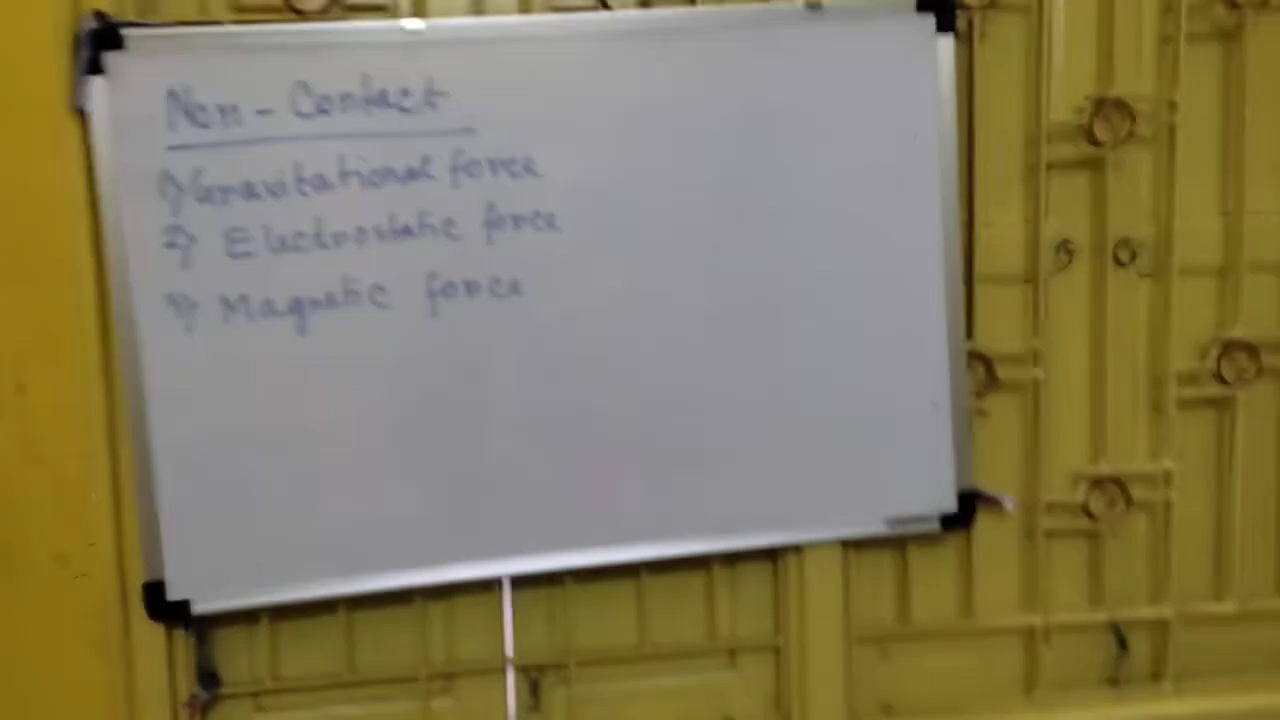 Non-Contact
1) Gravitational force
2) Electrostatic force
3) Magnetic force